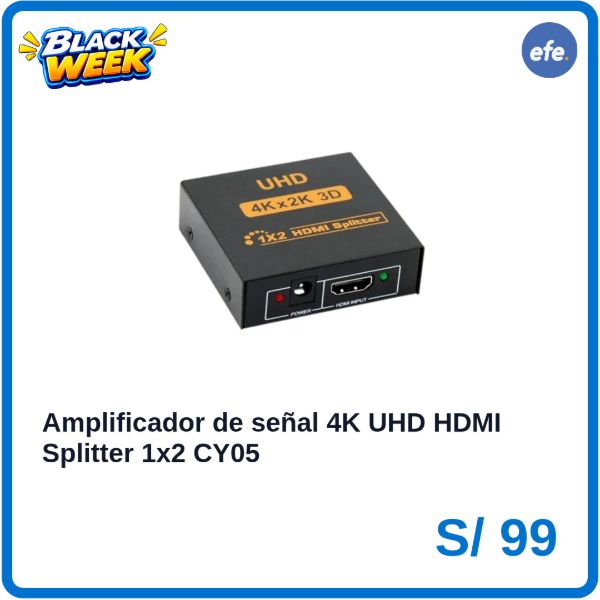 BLACK
WEEK
efe.
UHD
4K x 2K 3D
1X2 HDMI Splitter
POWER
HDMI INPUT
Amplificador de señal 4K UHD HDMI
Splitter 1x2 CY05
S/ 99